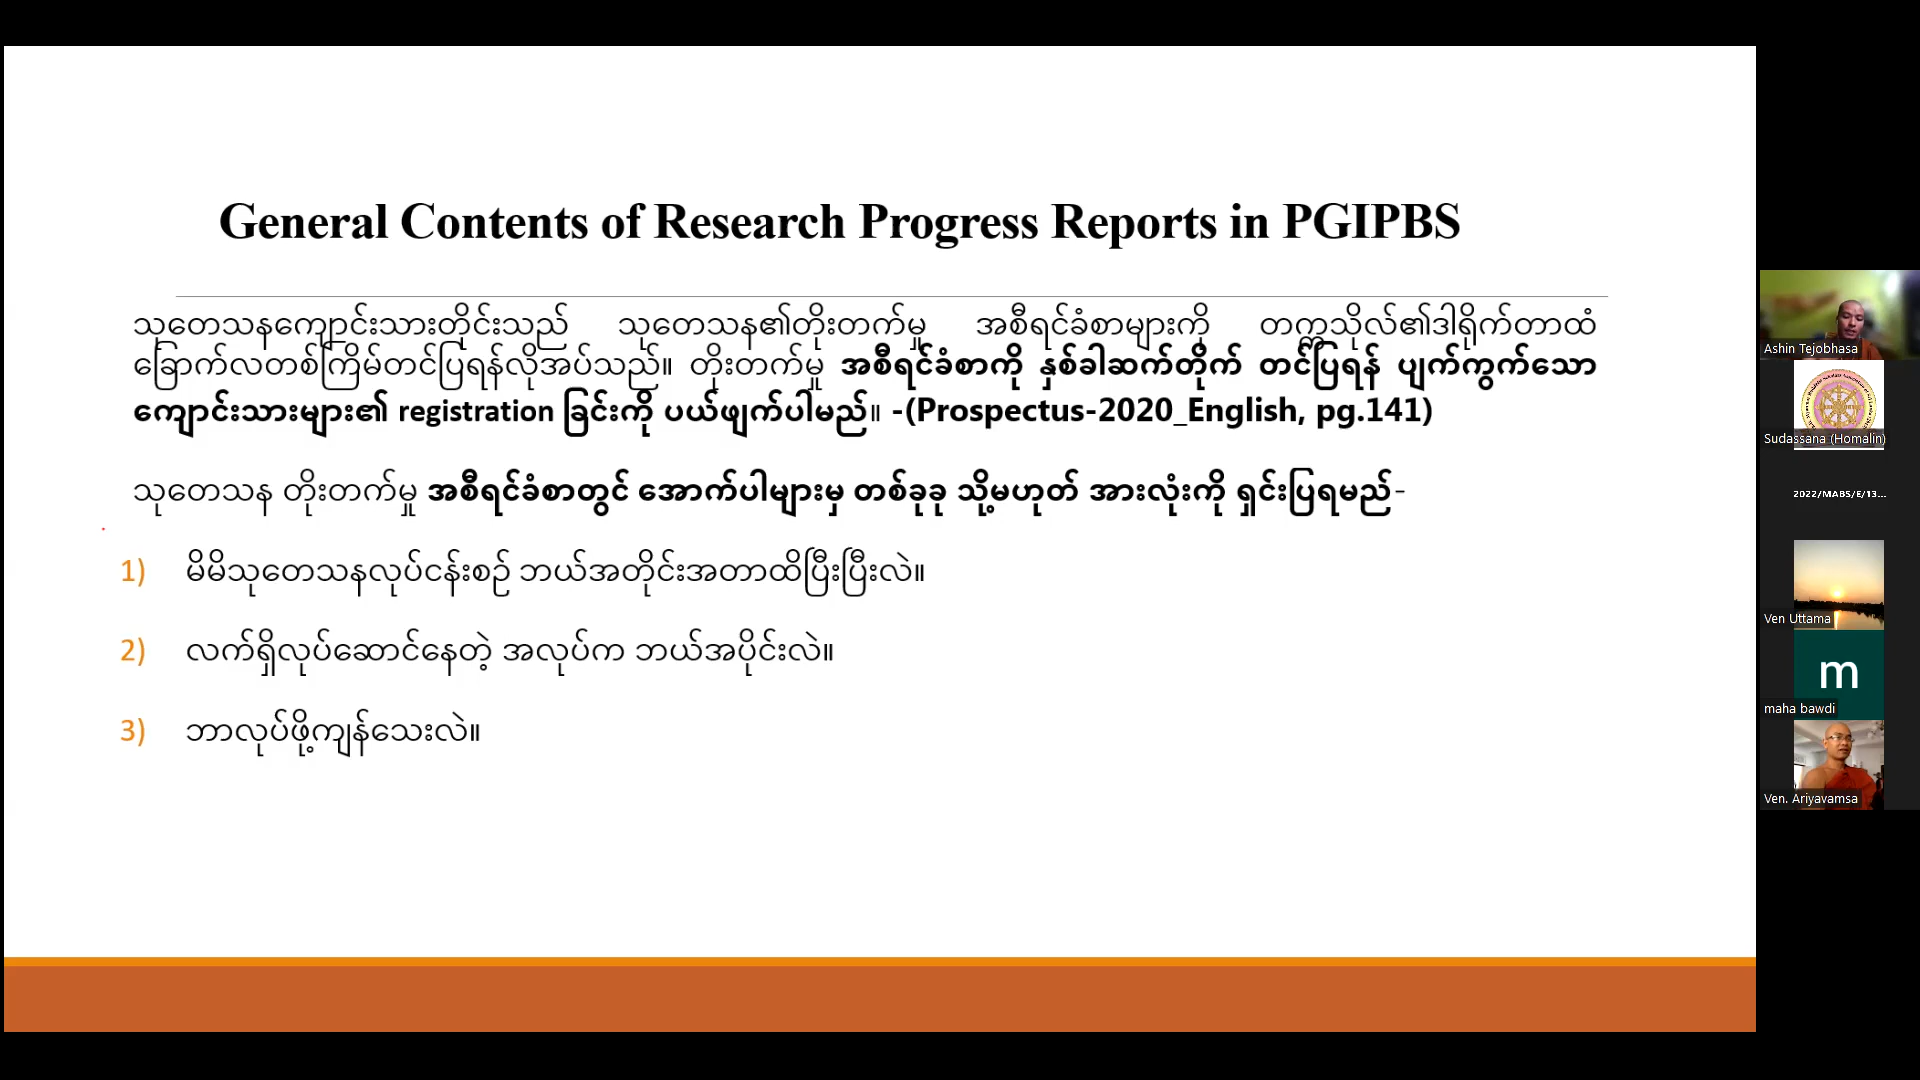 General Contents of Research Progress Reports in PGIPBS
သုတေသနကျောင်းသားတိုင်းသည် သုတေသန၏တိုးတက်မှု အစီရင်ခံစာများကို တက္ကသိုလ်၏ဒါရိုက်တာထံ
ခြောက်လတစ်ကြိမ်တင်ပြရန်လိုအပ်သည်။ တိုးတက်မှု အစီရင်ခံစာကို နှစ်ခါဆက်တိုက် တင်ပြရန် ပျက်ကွက်သော
ကျောင်းသားများ၏ registration ခြင်းကို ပယ်ဖျက်ပါမည်။ -(Prospectus-2020_English, pg.141)
သုတေသန တိုးတက်မှု အစီရင်ခံစာတွင် အောက်ပါများမှ တစ်ခုခု သို့မဟုတ် အားလုံးကို ရှင်းပြရမည်-
1) မိမိသုတေသနလုပ်ငန်းစဉ် ဘယ်အတိုင်းအတာထိပြီးပြီးလဲ။
2) လက်ရှိလုပ်ဆောင်နေတဲ့ အလုပ်က ဘယ်အပိုင်းလဲ။
3) ဘာလုပ်ဖို့ကျန်သေးလဲ။
Ashin Tejobhasa
Sudassana (Homalin)
2022/MABS/E/13...
Ven Uttama
m
maha bawdi
Ven. Ariyavamsa